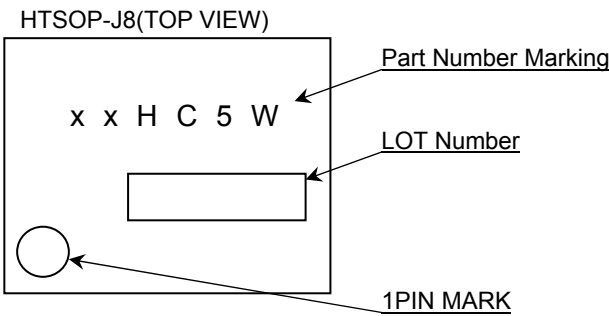 HTSOP-J8(TOP VIEW)
Part Number Marking
x x H C 5 W
LOT Number
1PIN MARK